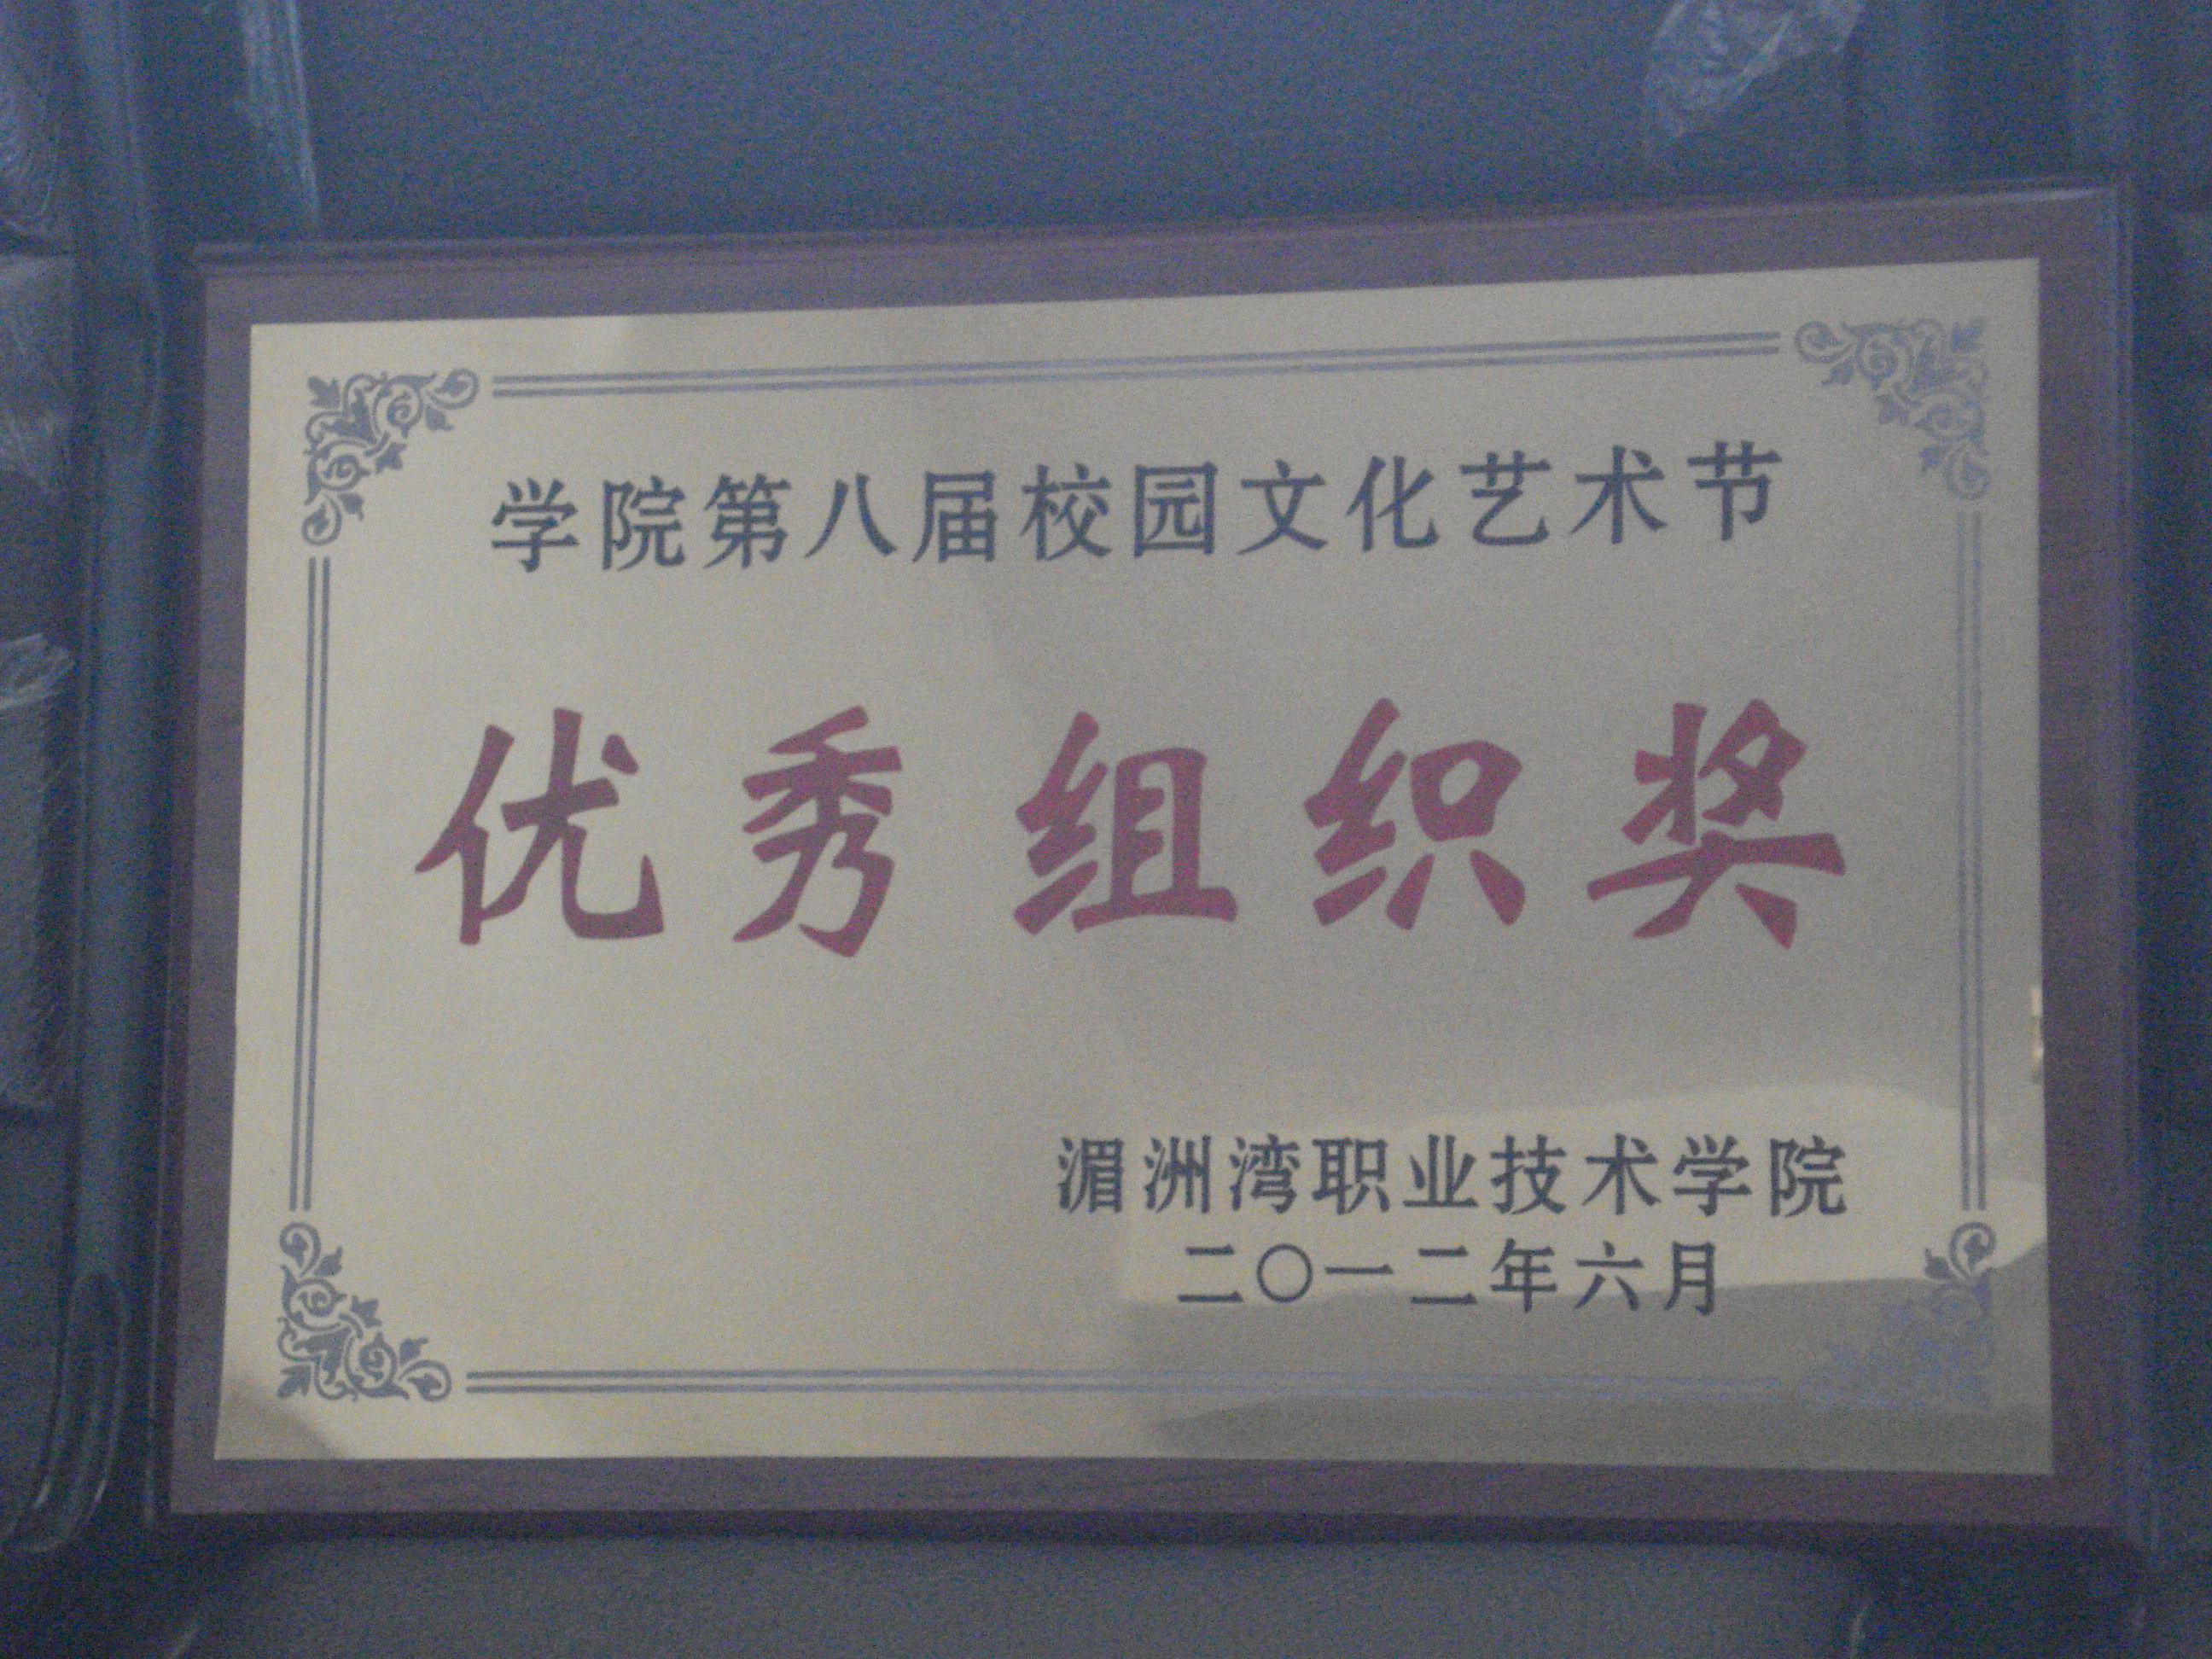 学院第八届校园文化艺术节
优秀组织奖
湄洲湾职业技术学院
二〇一二年六月